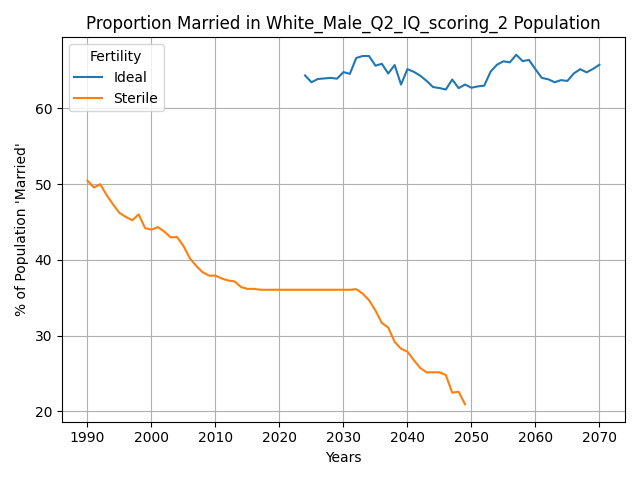 Proportion Married in White_Male_Q2_IQ_scoring_2 Population
Fertility
Ideal
Sterile
% of Population 'Married'
60
50
40
30
20
1990 2000 2010 2020 2030 2040 2050 2060 2070
Years